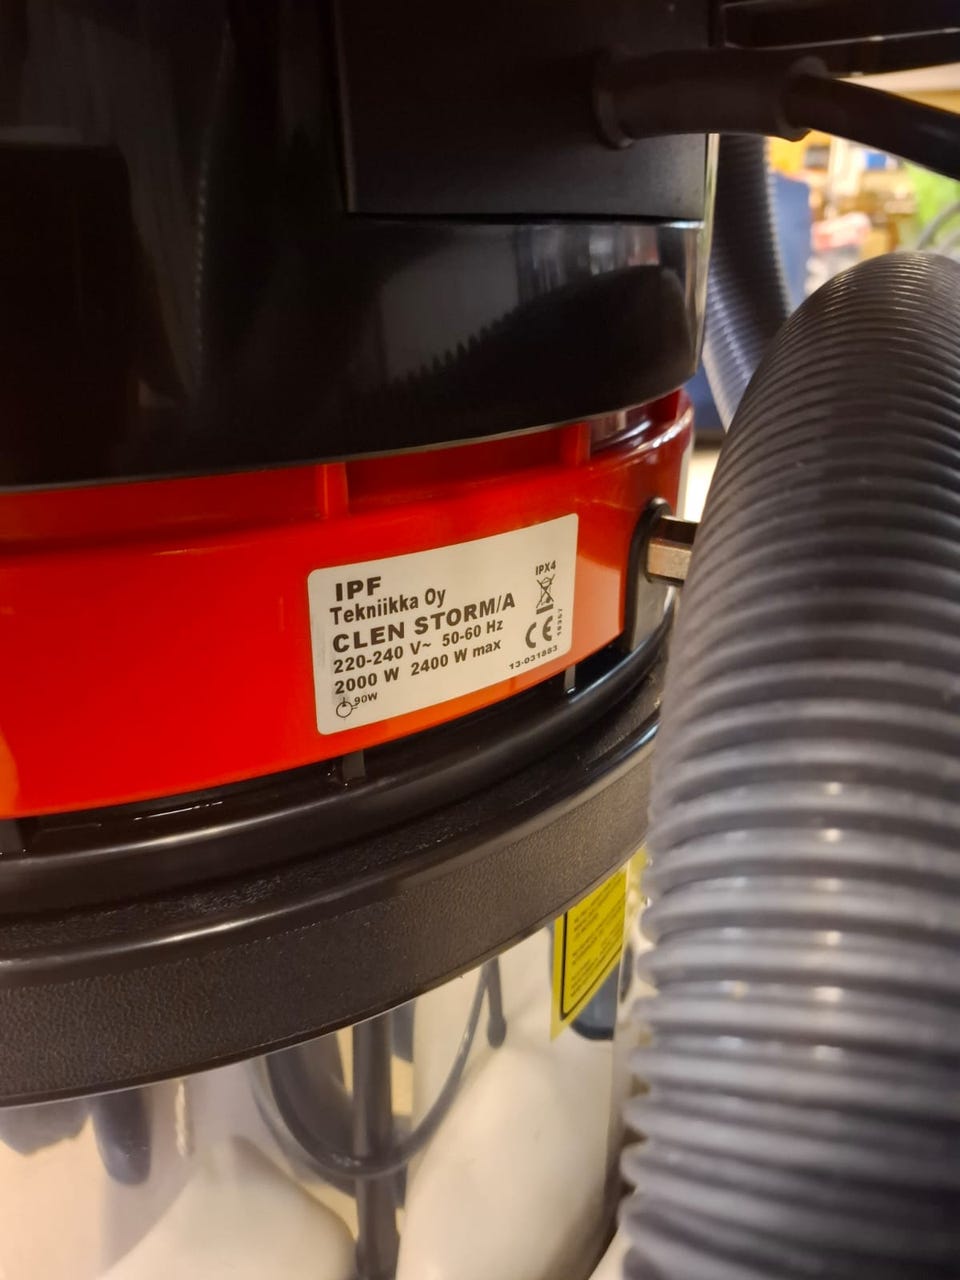 IPF
Tekniikka Oy
CLEN STORM/A
220-240 V~ 50-60 Hz
2000 W 2400 W max
90W
IPX4
CE
13-031883